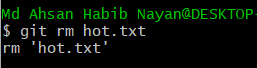 Md Ahsan Habib Nayan@DESKTOP-
$ git rm hot.txt
rm 'hot.txt'